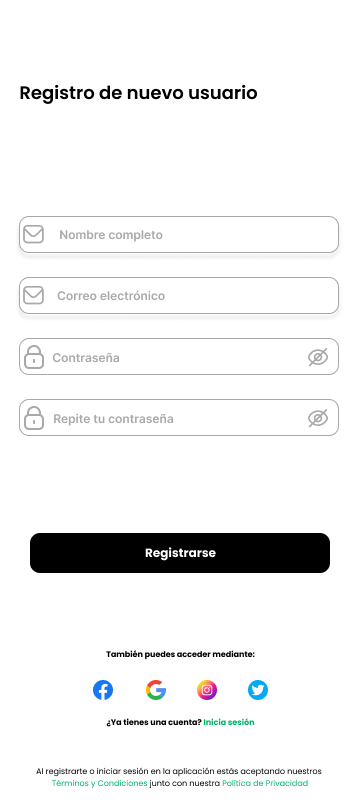 Registro de nuevo usuario
Nombre completo
Correo electrónico
Contraseña
Repite tu contraseña
Registrarse
También puedes acceder mediante:
¿Ya tienes una cuenta? Inicia sesión
Al registrarte o iniciar sesión en la aplicación estás aceptando nuestros
Términos y Condiciones junto con nuestra Política de Privacidad